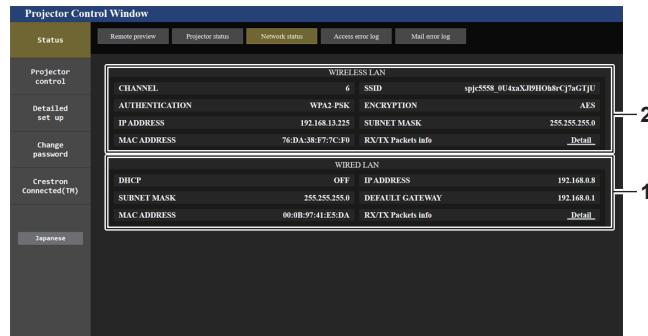 Projector Control Window
Status
Remote preview
Projector status
Network status
Access error log
Mail error log
Projector control
Detailed set up
Change password
Crestron Connected(TM)
Japanese
WIRELESS LAN
CHANNEL 6 SSID spjc5558_0U4xaXJl9HOh8rCj7aGTjU
AUTHENTICATION WPA2-PSK ENCRYPTION AES
IP ADDRESS 192.168.13.225 SUBNET MASK 255.255.255.0
MAC ADDRESS 76:DA:38:F7:7C:F0 RX/TX Packets info Detail
2
WIRED LAN
DHCP OFF IP ADDRESS 192.168.0.8
SUBNET MASK 255.255.255.0 DEFAULT GATEWAY 192.168.0.1
MAC ADDRESS 00:0B:97:41:E5:DA RX/TX Packets info Detail
1